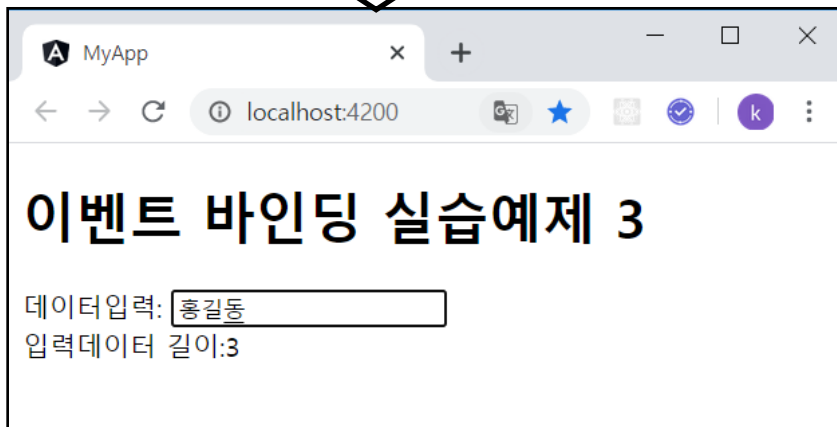 MyApp
localhost:4200
k
이벤트 바인딩 실습예제 3
데이터입력: 홍길동
입력데이터 길이:3